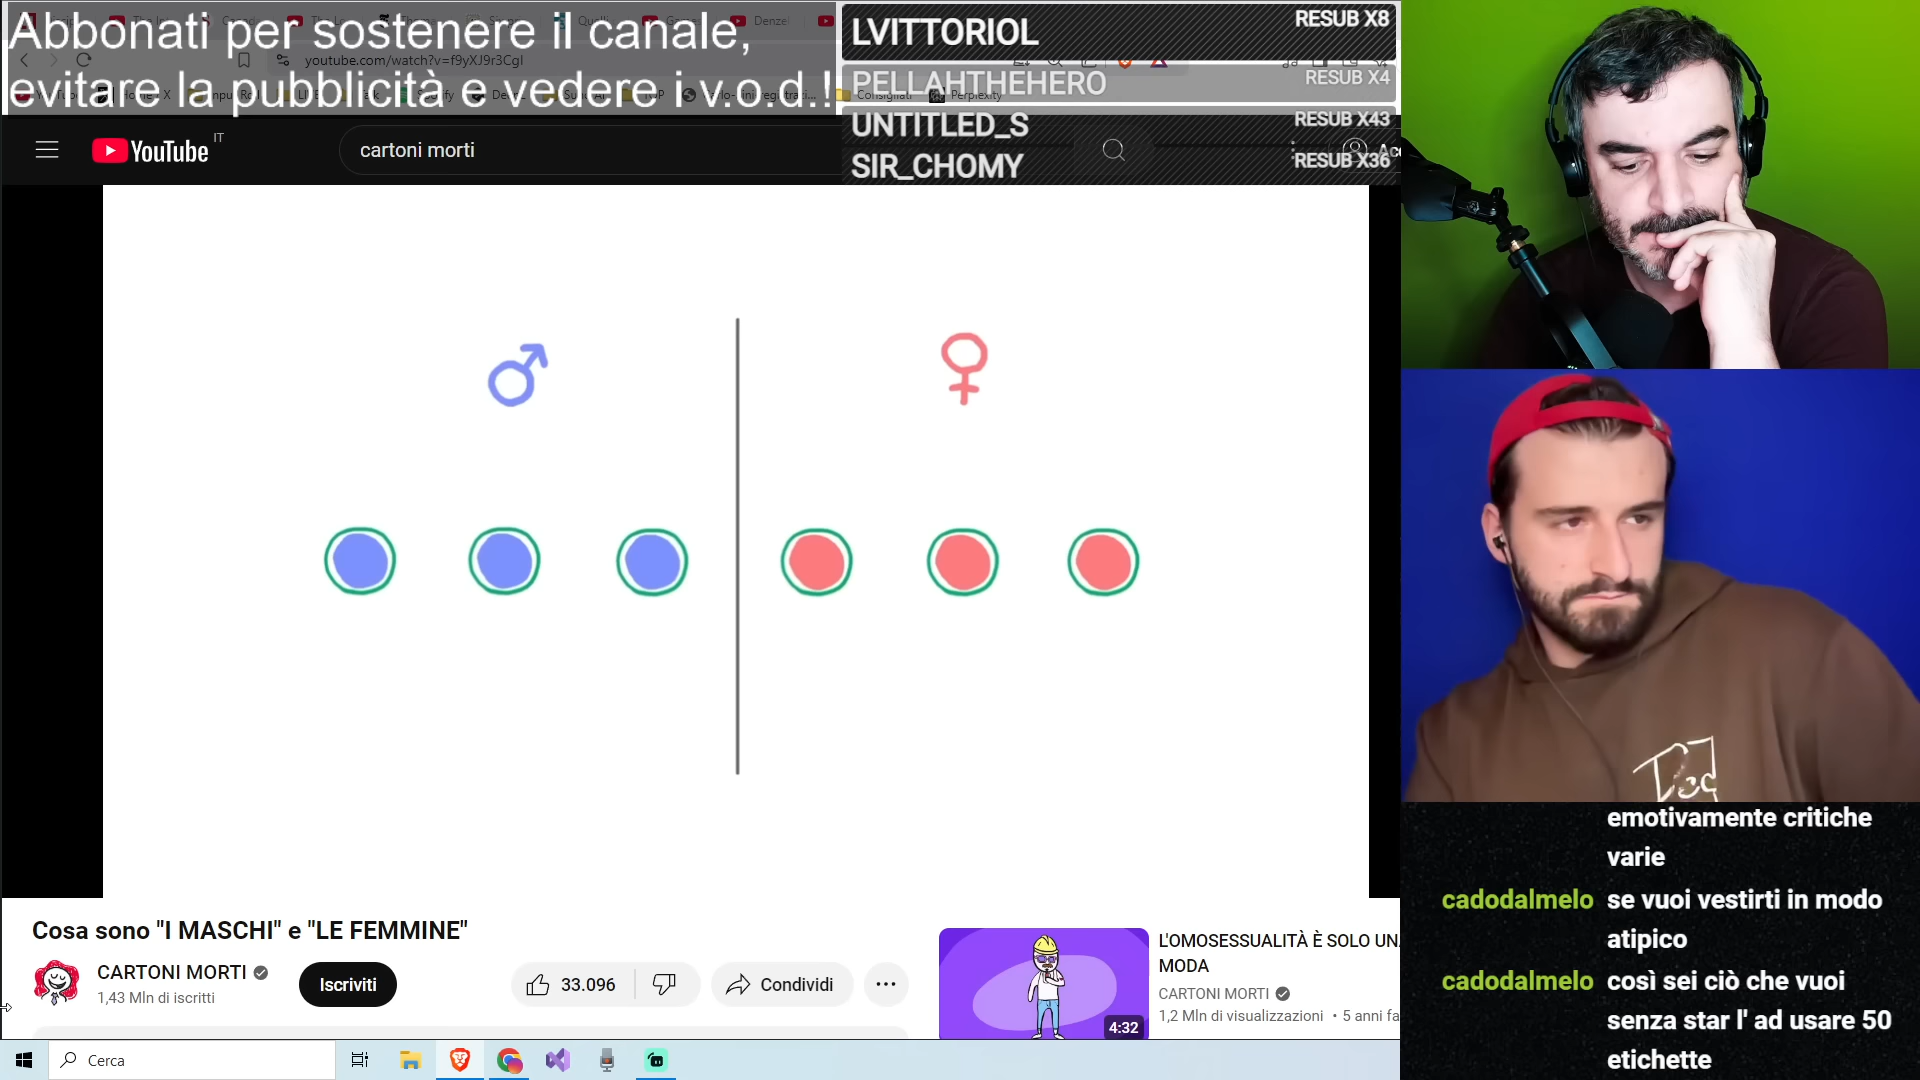 Abbonati per sostenere il canale,
evitare la pubblicità e vedere i v.o.d.!
LVITTORIOL RESUB X8
PELLAHTHEHERO RESUB X4
UNTITLED_S RESUB X43
SIR_CHOMY RESUB X36
youtube.com/watch?v=f9yXJ9r3CgI
Perplexity
YouTube IT
cartoni morti
Cosa sono "I MASCHI" e "LE FEMMINE"
CARTONI MORTI
1,43 Mln di iscritti
Iscriviti
33.096
Condividi
L'OMOSESSUALITÀ È SOLO UN
MODA
CARTONI MORTI
1,2 Mln di visualizzazioni • 5 anni fa
4:32
Cerca
emotivamente critiche
varie
cadodalmelo se vuoi vestirti in modo
atipico
cadodalmelo così sei ciò che vuoi
senza star l' ad usare 50
etichette